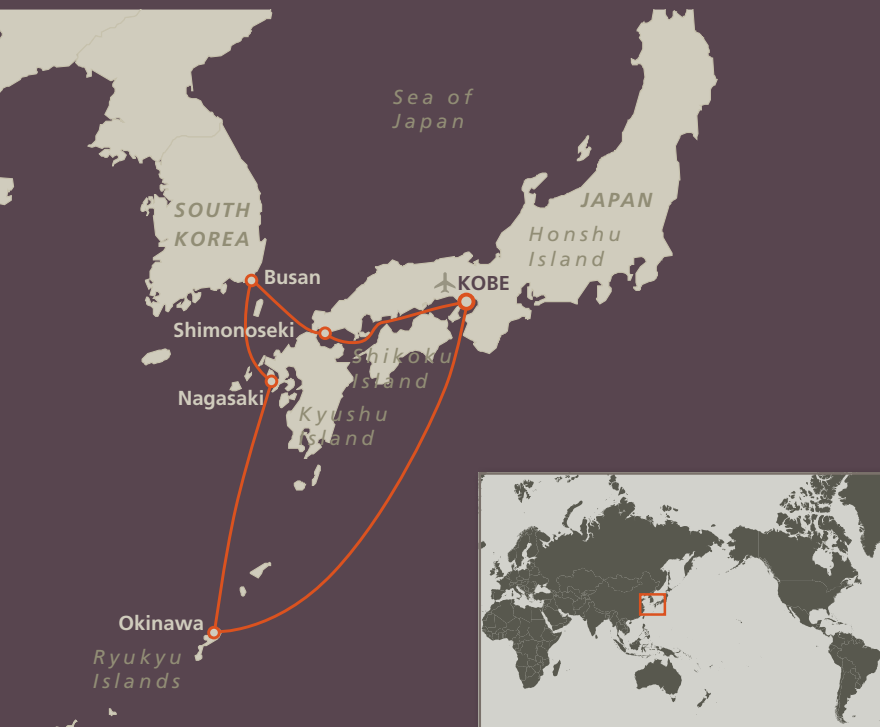 Sea of
Japan
SOUTH
KOREA
JAPAN
Honshu
Island
Busan
KOBE
Shimonoseki
Shikoku
Island
Nagasaki
Kyushu
Island
Okinawa
Ryukyu
Islands